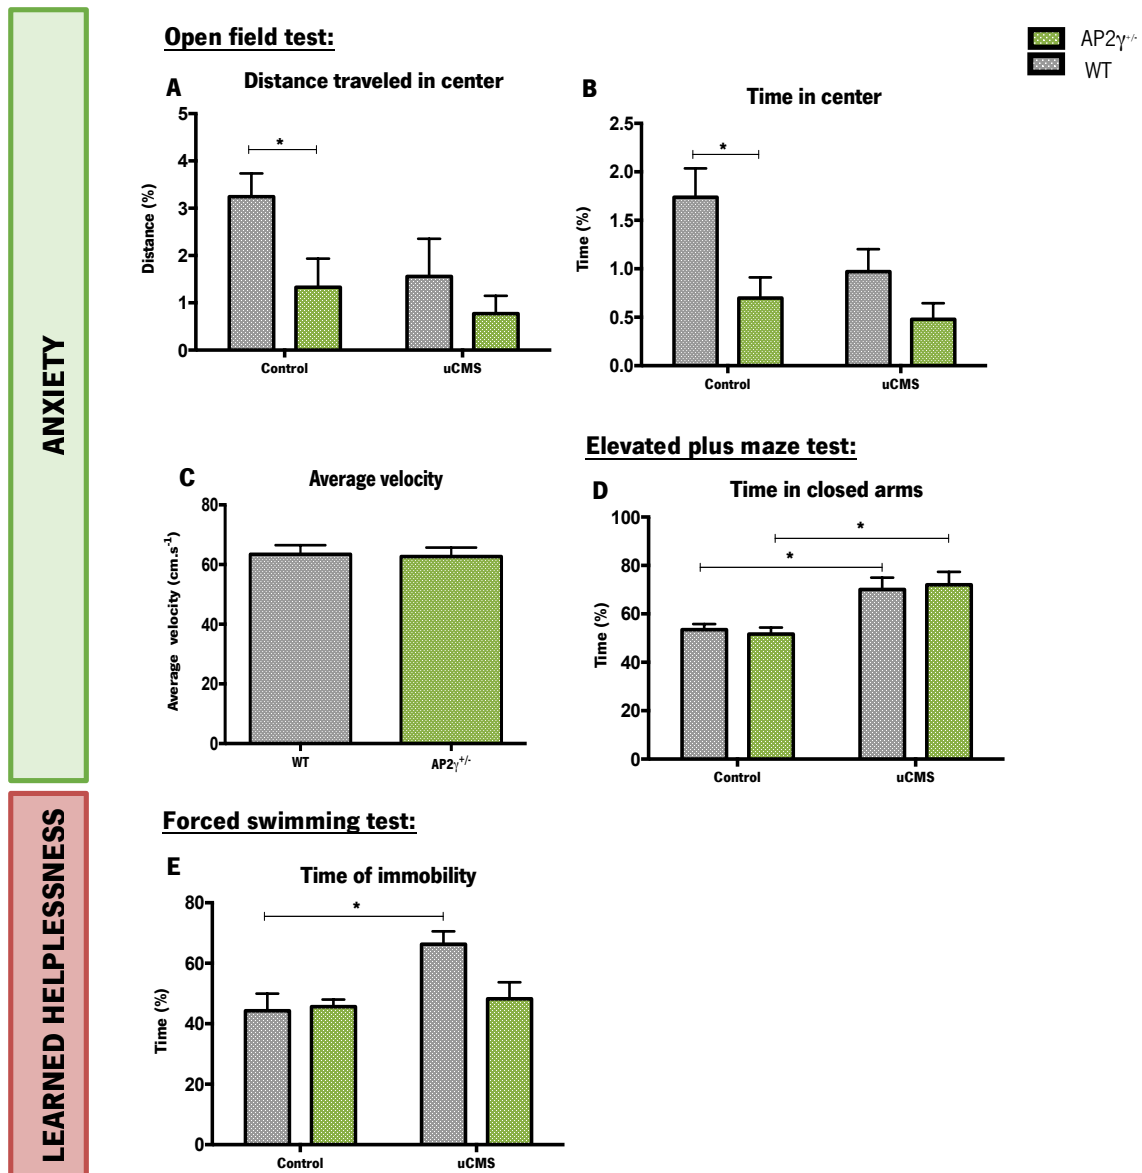 Open field test:
AP2γ+/-
WT
A
Distance traveled in center
5
4
3
2
1
0
Distance (%)
*
Control
uCMS
B
Time in center
2.5
2.0
1.5
1.0
0.5
0.0
Time (%)
*
Control
uCMS
ANXIETY
C
Average velocity
80
60
40
20
0
Average velocity (cm.s-1)
WT
AP2γ+/-
Elevated plus maze test:
D
Time in closed arms
100
80
60
40
20
0
Time (%)
*
*
Control
uCMS
LEARNED HELPLESSNESS
Forced swimming test:
E
Time of immobility
80
60
40
20
0
Time (%)
*
Control
uCMS